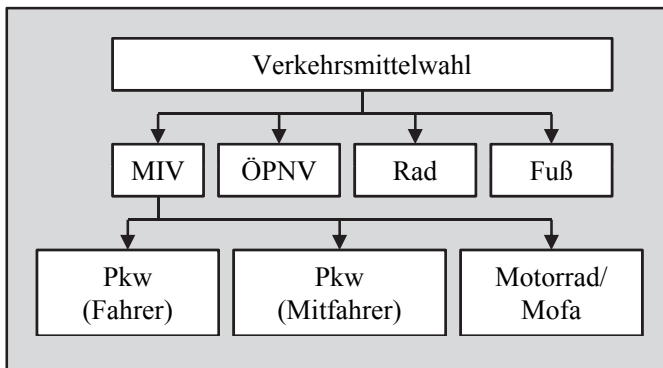 Verkehrsmittelwahl
MIV
ÖPNV
Rad
Fuß
Pkw
(Fahrer)
Pkw
(Mitfahrer)
Motorrad/
Mofa